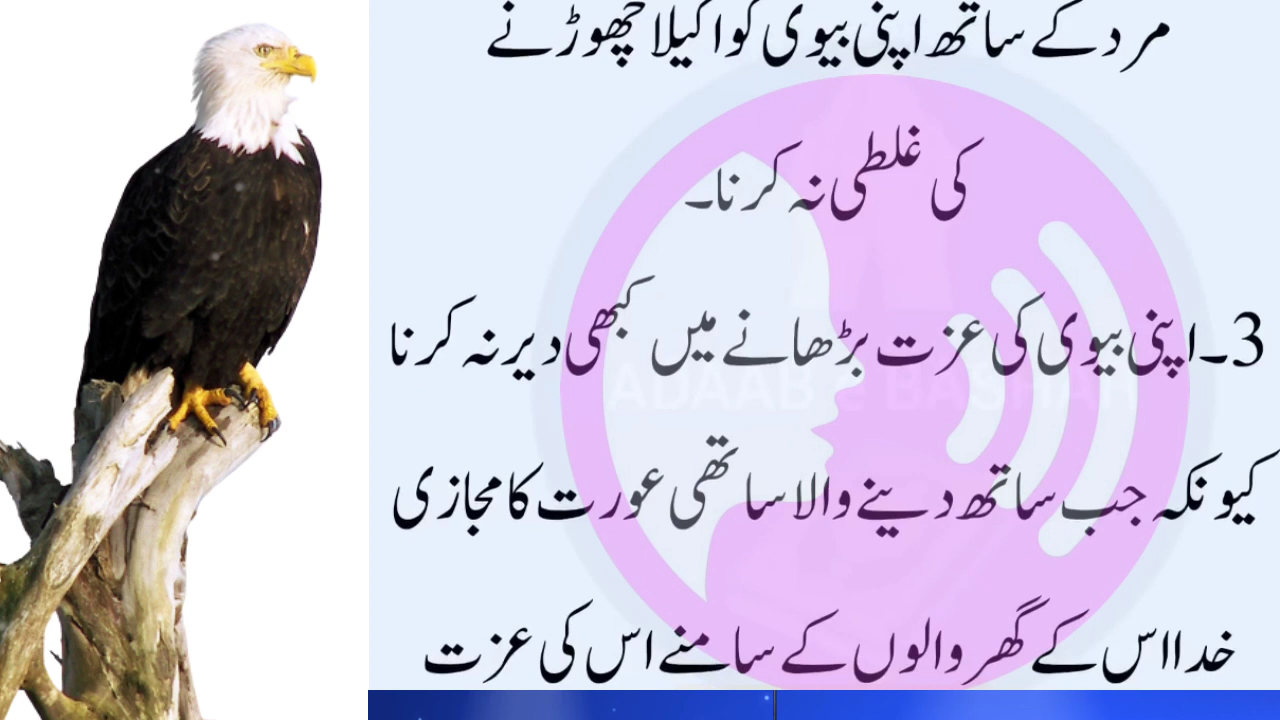 مرد کے ساتھ اپنی بیوی کو اکیلا چھوڑنے
کی غلطی نہ کرنا۔
3۔ اپنی بیوی کی عزت بڑھانے میں کبھی دیر نہ کرنا
ADAAB E BASHAH
کیونکہ جب ساتھ دینے والا ساتھی عورت کا مجازی
خدا اس کے گھر والوں کے سامنے اس کی عزت